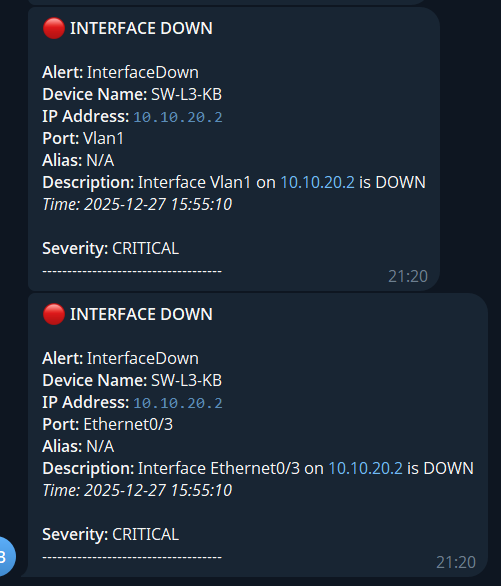 🔴 INTERFACE DOWN
Alert: InterfaceDown
Device Name: SW-L3-KB
IP Address: 10.10.20.2
Port: Vlan1
Alias: N/A
Description: Interface Vlan1 on 10.10.20.2 is DOWN
Time: 2025-12-27 15:55:10
Severity: CRITICAL
------------------------------------
21:20
🔴 INTERFACE DOWN
Alert: InterfaceDown
Device Name: SW-L3-KB
IP Address: 10.10.20.2
Port: Ethernet0/3
Alias: N/A
Description: Interface Ethernet0/3 on 10.10.20.2 is DOWN
Time: 2025-12-27 15:55:10
Severity: CRITICAL
------------------------------------
21:20